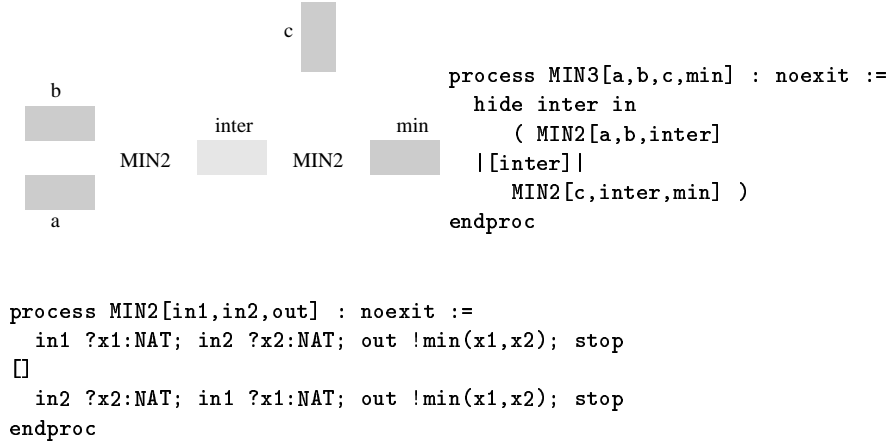 c
b
inter
min
MIN2
MIN2
a
process MIN3[a,b,c,min] : noexit :=
hide inter in
( MIN2[a,b,inter]
|[inter]|
MIN2[c,inter,min] )
endproc
process MIN2[in1,in2,out] : noexit :=
in1 ?x1:NAT; in2 ?x2:NAT; out !min(x1,x2); stop
[]
in2 ?x2:NAT; in1 ?x1:NAT; out !min(x1,x2); stop
endproc